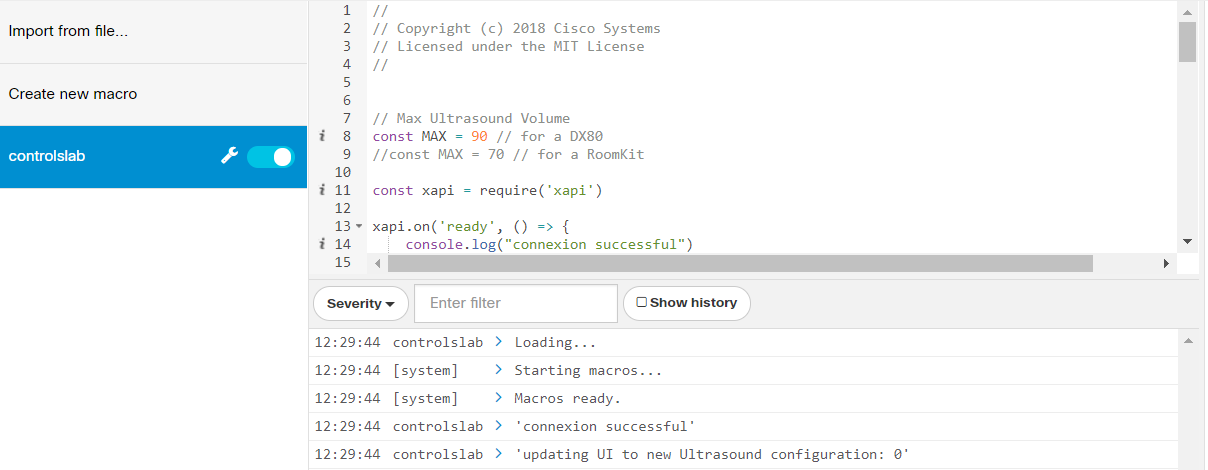 Import from file...
Create new macro
controlslab
1 //
2 // Copyright (c) 2018 Cisco Systems
3 // Licensed under the MIT License
4 //
5
6
7 // Max Ultrasound Volume
i 8 const MAX = 90 // for a DX80
9 //const MAX = 70 // for a RoomKit
10
i 11 const xapi = require('xapi')
12
13 xapi.on('ready', () => {
i 14 console.log("connexion successful")
15
Severity
Enter filter
Show history
12:29:44 controlslab > Loading...
12:29:44 [system] > Starting macros...
12:29:44 [system] > Macros ready.
12:29:44 controlslab > 'connexion successful'
12:29:44 controlslab > 'updating UI to new Ultrasound configuration: 0'